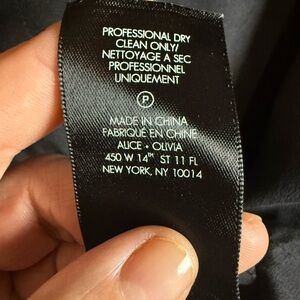 PROFESSIONAL DRY
CLEAN ONLY/
NETTOYAGE A SEC
PROFESSIONNEL
UNIQUEMENT
P
MADE IN CHINA
FABRIQUÉ EN CHINE
ALICE + OLIVIA
450 W 14TH ST 11 FL
NEW YORK, NY 10014